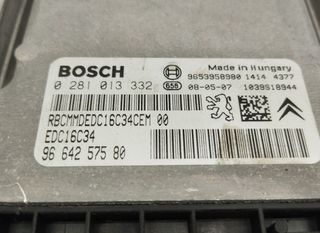 BOSCH
Made in Hungary
9653958980 1414 4377
0 281 013 332 656 08-05-07 1039S18944
RBCMMDEDC16C34CEM 00
EDC16C34
96 642 575 80